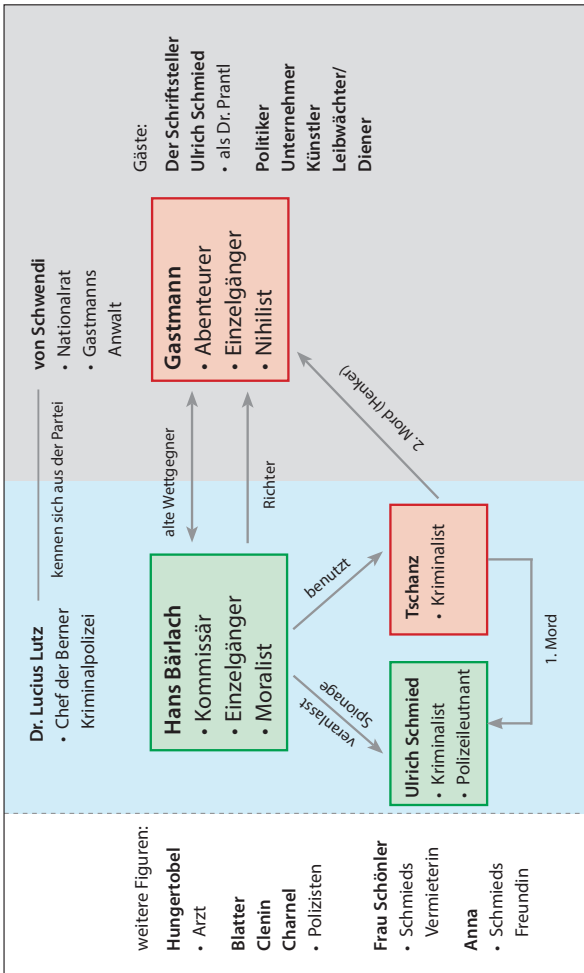 weitere Figuren:
Hungertobel
• Arzt
Blatter
Clenin
Charnel
• Polizisten
Frau Schönler
• Schmieds
Vermieterin
Anna
• Schmieds
Freundin
Dr. Lucius Lutz
• Chef der Berner
Kriminalpolizei
kennen sich aus der Partei
von Schwendi
• Nationalrat
• Gastmanns
Anwalt
Hans Bärlach
• Kommissär
• Einzelgänger
• Moralist
alte Wettgegner
Richter
Gastmann
• Abenteurer
• Einzelgänger
• Nihilist
veranlasst
Spionage
benutzt
2. Mord (Henker)
Ulrich Schmied
• Kriminalist
• Polizeileutnant
Tschanz
• Kriminalist
1. Mord
Gäste:
Der Schriftsteller
Ulrich Schmied
• als Dr. Prantl
Politiker
Unternehmer
Künstler
Leibwächter/
Diener